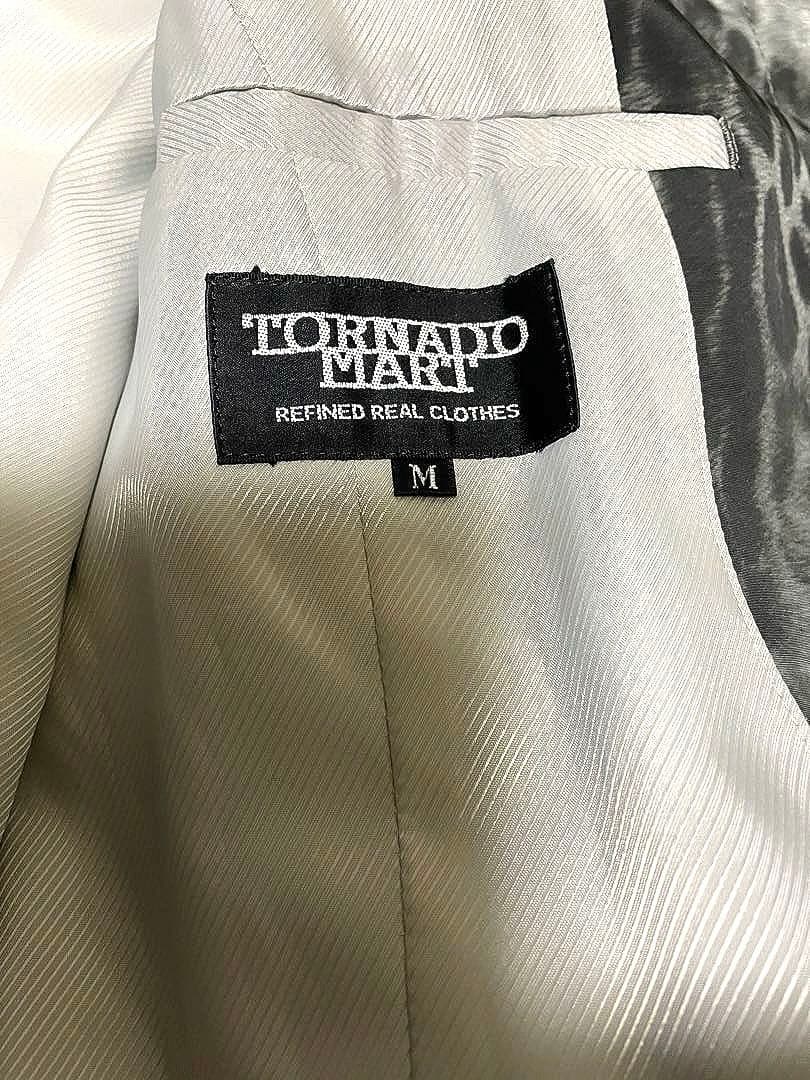 TORNADO
MART
REFINED REAL CLOTHES
M